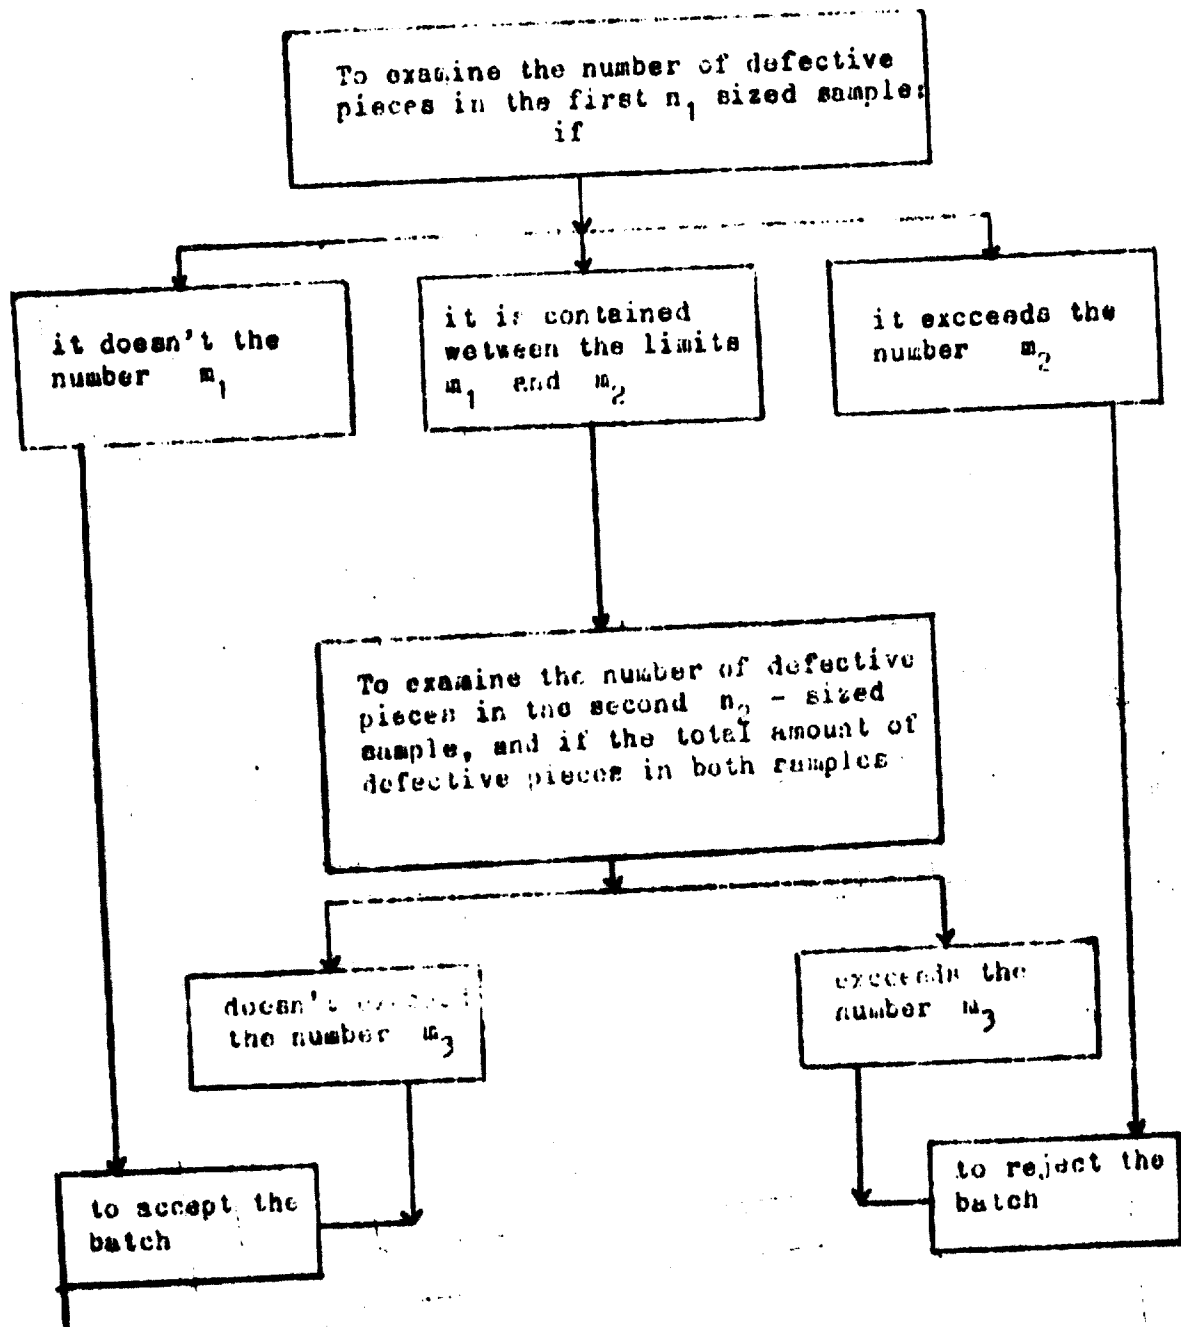 To examine the number of defective
pieces in the first n₁ sized sample:
if
it doesn't the
number m₁
it is contained
wetween the limits
m₁ and m₂
it excceeds the
number m₂
To examine the number of defective
pieces in the second n₂ - sized
sample, and if the total amount of
defective pieces in both samples
doesn't
the number m₃
excceeds the
number m₃
to accept the
batch
to reject the
batch